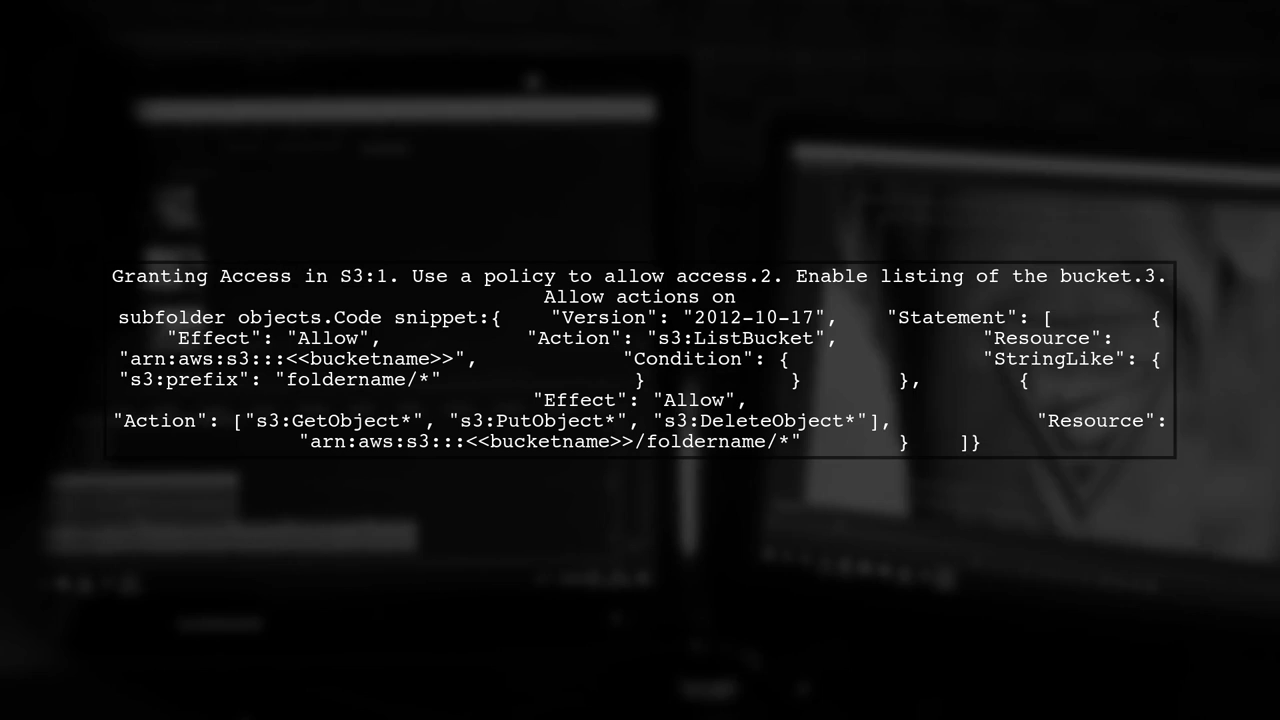 Granting Access in S3:1. Use a policy to allow access.2. Enable listing of the bucket.3.
Allow actions on
subfolder objects.Code snippet:{    "Version": "2012-10-17",    "Statement": [        {
"Effect": "Allow",            "Action": "s3:ListBucket",            "Resource":
"arn:aws:s3:::<<bucketname>>",            "Condition": {                "StringLike": {
"s3:prefix": "foldername/*"                }            }        },        {
"Effect": "Allow",
"Action": ["s3:GetObject*", "s3:PutObject*", "s3:DeleteObject*"],            "Resource":
"arn:aws:s3:::<<bucketname>>/foldername/*"        }    ]}